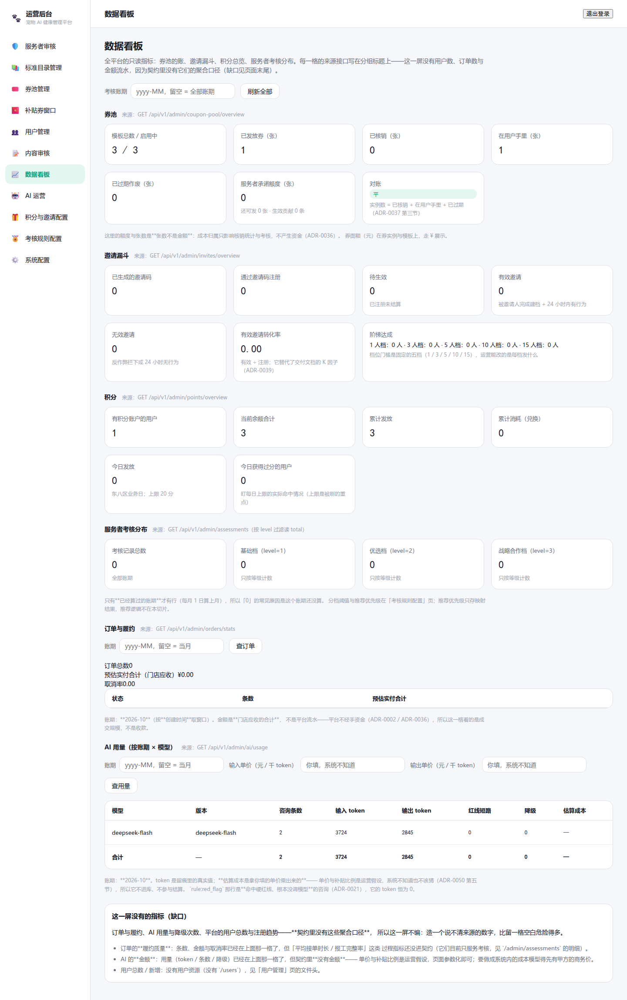 运营后台
宠物 AI 健康管理平台
服务者审核
标准目录管理
券池管理
补贴券窗口
用户管理
内容审核
数据看板
AI 运营
积分与邀请配置
考核规则配置
系统配置
数据看板
退出登录
数据看板
全平台的只读指标：券池的账、邀请漏斗、积分总览、服务者考核分布。每一格的来源接口写在分组标题上——这一屏没有用户数、订单数与
金额流水，因为契约里没有它们的聚合口径（缺口见页面末尾）。
考核账期 yyyy-MM，留空 = 全部账期 刷新全部
券池 来源：GET /api/v1/admin/coupon-pool/overview
模板总数 / 启用中
3 / 3
已发放券（张）
1
已核销（张）
0
在用户手里（张）
1
已过期作废（张）
0
服务者承诺额度（张）
0
还可发 0 张 · 生效贡献 0 条
对账
平
实例数 = 已核销 + 在用户手里 + 已过期
（ADR-0037 第三节）
这里的额度与张数是**张数不是金额**：成本归属只影响核销统计与考核，不产生资金（ADR-0036）。 券面额（元）在券实例与模板上，走 ¥ 展示。
邀请漏斗 来源：GET /api/v1/admin/invites/overview
已生成的邀请码
0
通过邀请码注册
0
待生效
0
已注册未结算
有效邀请
0
被邀请人完成建档 + 24 小时内有行为
无效邀请
0
反作弊拦下或 24 小时无行为
有效邀请转化率
0.00
有效 ÷ 注册；它替代了交付文档的 K 因子
（ADR-0039）
阶梯达成
1 人档：0 人 · 3 人档：0 人 · 5 人档：0 人 · 10 人档：0 人 · 15 人档：0 人
档位门槛是固定的五档（1 / 3 / 5 / 10 / 15），运营能改的是每档发什么
积分 来源：GET /api/v1/admin/points/overview
有积分账户的用户
1
当前余额合计
3
累计发放
3
累计消耗（兑换）
0
今日发放
0
东八区业务日；上限 20 分
今日获得过分的用户
0
盯每日上限的实际命中情况（上限是被刷的重
点）
服务者考核分布 来源：GET /api/v1/admin/assessments（按 level 过滤读 total）
考核记录总数
0
全部账期
基础档（level=1）
0
只按等级计数
优选档（level=2）
0
只按等级计数
战略合作档（level=3）
0
只按等级计数
只有**已经算过的账期**才有行（每月 1 日算上月），所以「0」的常见原因是这个账期还没算。 分档阈值与推荐优先级在「考核规则配置」页；推荐优先级只存映射
结果，推荐逻辑不在本切片。
订单与履约 来源：GET /api/v1/admin/orders/stats
账期 yyyy-MM，留空 = 当月 查订单
订单总数0
预估实付合计（门店应收）¥0.00
取消率0.00
状态 条数 预估实付合计
账期：**2026-10**（按**创建时间**取窗口）。金额是**门店应收的合计**， 不是平台流水——平台不经手资金（ADR-0002 / ADR-0036），所以这一格看的是成
交规模，不是收款。
AI 用量（按账期 × 模型） 来源：GET /api/v1/admin/ai/usage
账期 yyyy-MM，留空 = 当月 输入单价（元 / 千 token） 你填，系统不知道 输出单价（元 / 千 token） 你填，系统不知道
查用量
模型 版本 咨询条数 输入 token 输出 token 红线短路 降级 估算成本
deepseek-flash deepseek-flash 2 3724 2845 0 0 —
合计 — 2 3724 2845 0 0 —
账期：**2026-10**。token 是留痕里的真实值；**估算成本是拿你填的单价乘出来的**—— 单价与补贴比例是运营假设，系统不知道也不该猜（ADR-0050 第五
节），所以它不进库、不参与结算。 `rule:red_flag` 那行是**命中硬红线、根本没调模型**的咨询（ADR-0021），它的 token 恒为 0。
这一屏没有的指标（缺口）
订单与履约、AI 用量与降级次数、平台的用户总数与注册趋势——**契约里没有这些聚合口径**， 所以这一屏不编：造一个说不清来源的数字，比留一格空白危险得多。
• 订单的**履约质量**：条数、金额与取消率已经在上面那一格了，但「平均接单时长 / 报工完整率」这类 过程指标还没进契约（它们目前只服务考核，见 `/admin/assessments` 的明细）。
• AI 的**金额**：用量（token / 条数 / 降级）已经在上面那一格了，但契约里**没有金额**—— 单价与补贴比例是运营假设，页面参数化即可；要做成系统内的成本模型得先有甲方的商务价。
• 用户总数 / 新增：没有用户资源（没有 `/users`），见「用户管理」页的文件头。